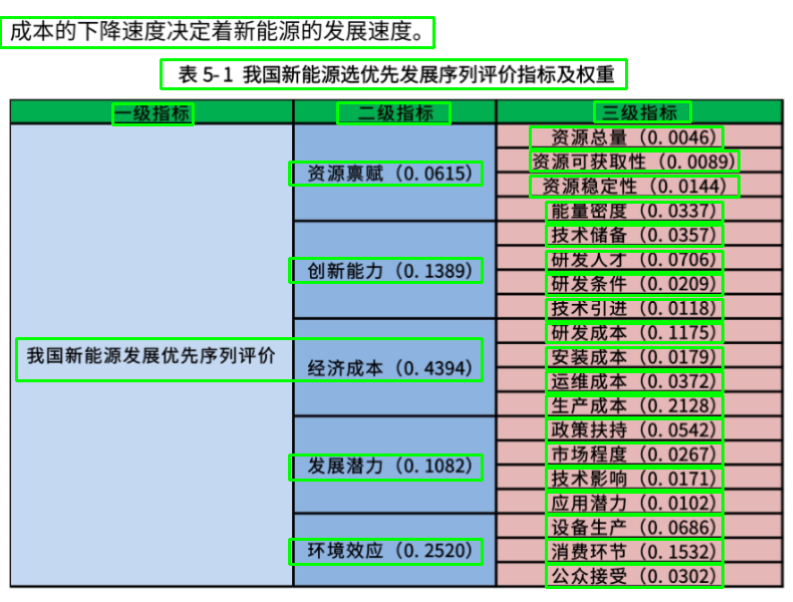 成本的下降速度决定着新能源的发展速度。
表 5-1 我国新能源选优先发展序列评价指标及权重
一级指标 二级指标 三级指标
资源总量（0.0046）
资源可获取性（0.0089）
资源禀赋（0.0615）
资源稳定性（0.0144）
能量密度（0.0337）
技术储备（0.0357）
研发人才（0.0706）
创新能力（0.1389）
研发条件（0.0209）
技术引进（0.0118）
研发成本（0.1175）
我国新能源发展优先序列评价
安装成本（0.0179）
经济成本（0.4394）
运维成本（0.0372）
生产成本（0.2128）
政策扶持（0.0542）
市场程度（0.0267）
发展潜力（0.1082）
技术影响（0.0171）
应用潜力（0.0102）
设备生产（0.0686）
环境效应（0.2520）
消费环节（0.1532）
公众接受（0.0302）